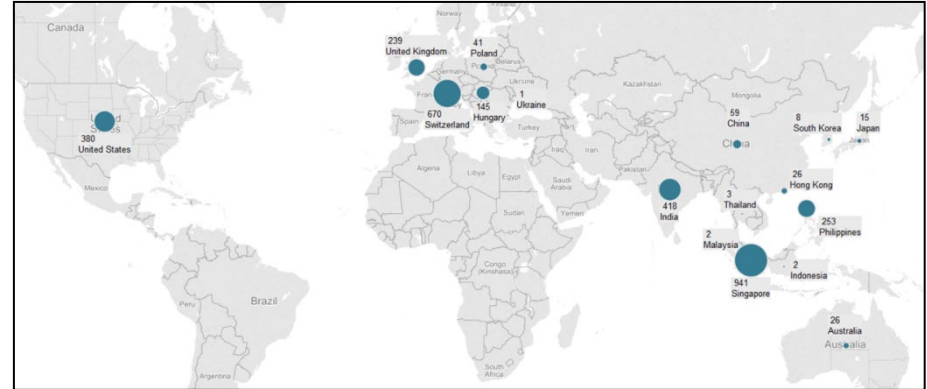 Canada
Norway
239
United Kingdom
41
Poland
Belarus
Germany
Ukraine
Kazakhstan
Mongolia
1
Ukraine
145
Hungary
670
Switzerland
Spain
Turkey
59
China
8
South Korea
15
Japan
380
United States
Iraq
Iran
Mexico
Algeria
Libya
Egypt
Saudi
Arabia
Pakistan
26
Hong Kong
418
India
3
Thailand
Sudan
Yemen
253
Philippines
2
Malaysia
Congo
(Kinshasa)
2
Indonesia
941
Singapore
Peru
Brazil
26
Australia
South
Africa
Argentina